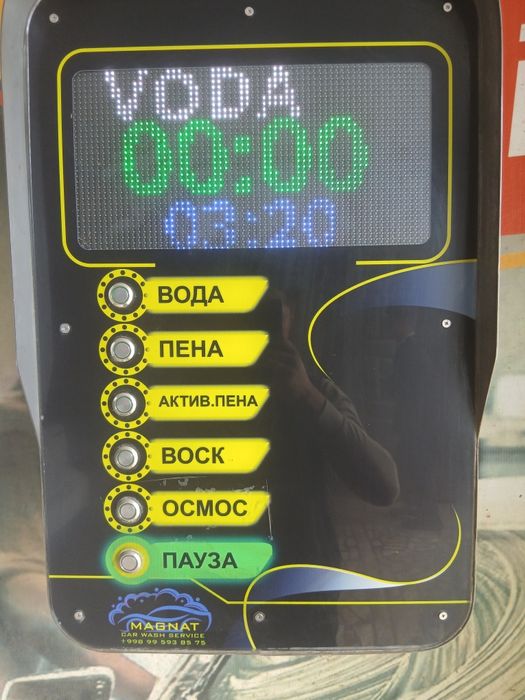 VODA
00:00
03:20
ВОДА
ПЕНА
АКТИВ.ПЕНА
ВОСК
ОСМОС
ПАУЗА
MAGNAT
CAR WASH SERVICE
+998 99 593 85 75